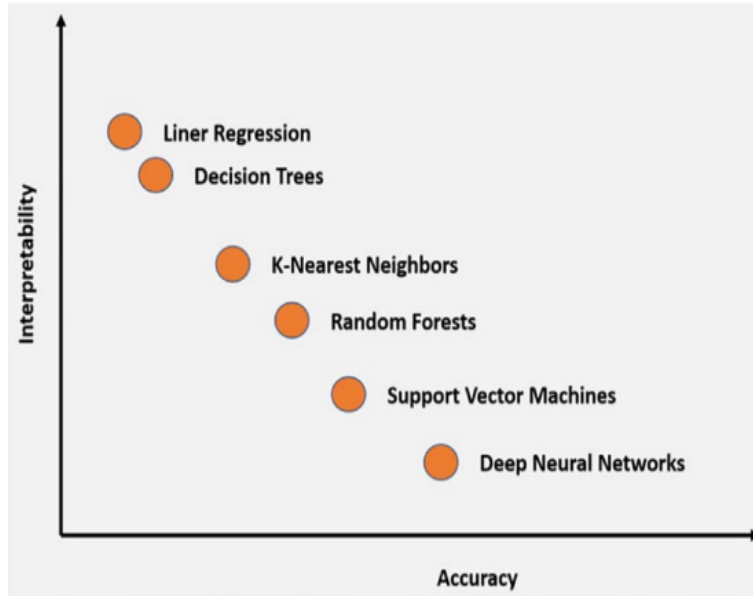 Liner Regression
Decision Trees
K-Nearest Neighbors
Random Forests
Support Vector Machines
Deep Neural Networks
Interpretability
Accuracy